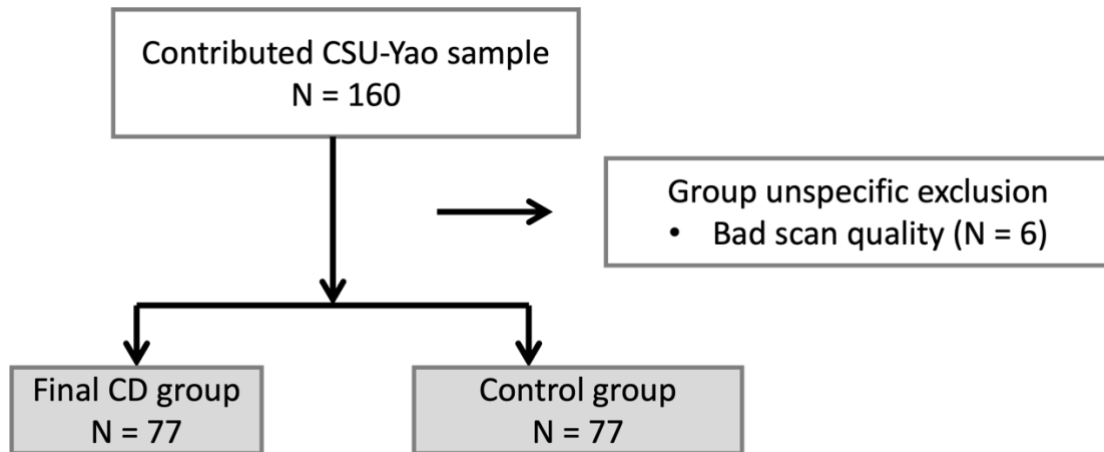 Contributed CSU-Yao sample
N = 160
Group unspecific exclusion
• Bad scan quality (N = 6)
Final CD group
N = 77
Control group
N = 77